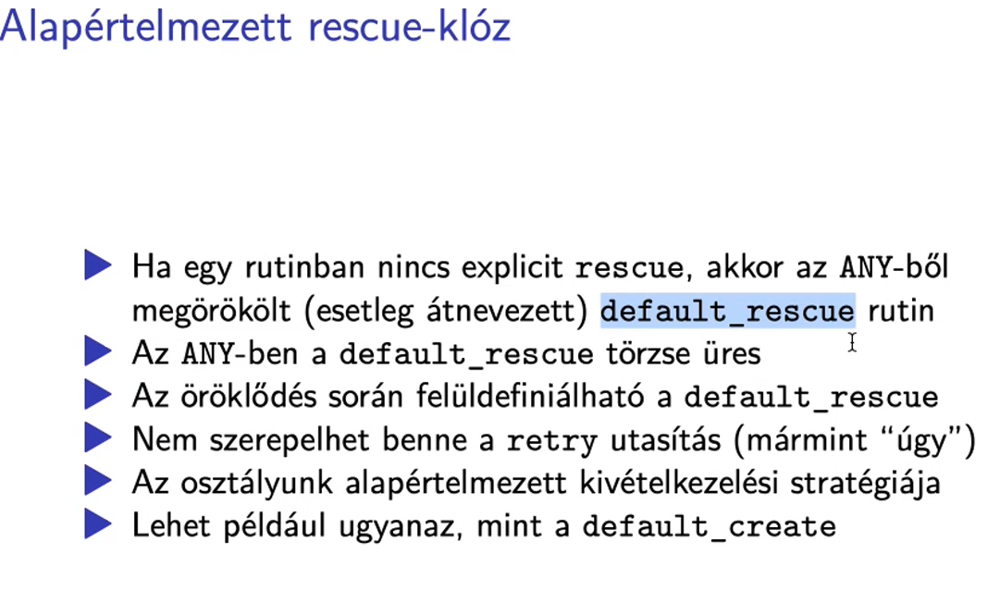 Alapértelmezett rescue-klóz
Ha egy rutinban nincs explicit rescue, akkor az ANY-ből
megörökölt (esetleg átnevezett) default_rescue rutin
Az ANY-ben a default_rescue törzse üres
Az öröklődés során felüldefiniálható a default_rescue
Nem szerepelhet benne a retry utasítás (mármint “úgy”)
Az osztályunk alapértelmezett kivételkezelési stratégiája
Lehet például ugyanaz, mint a default_create